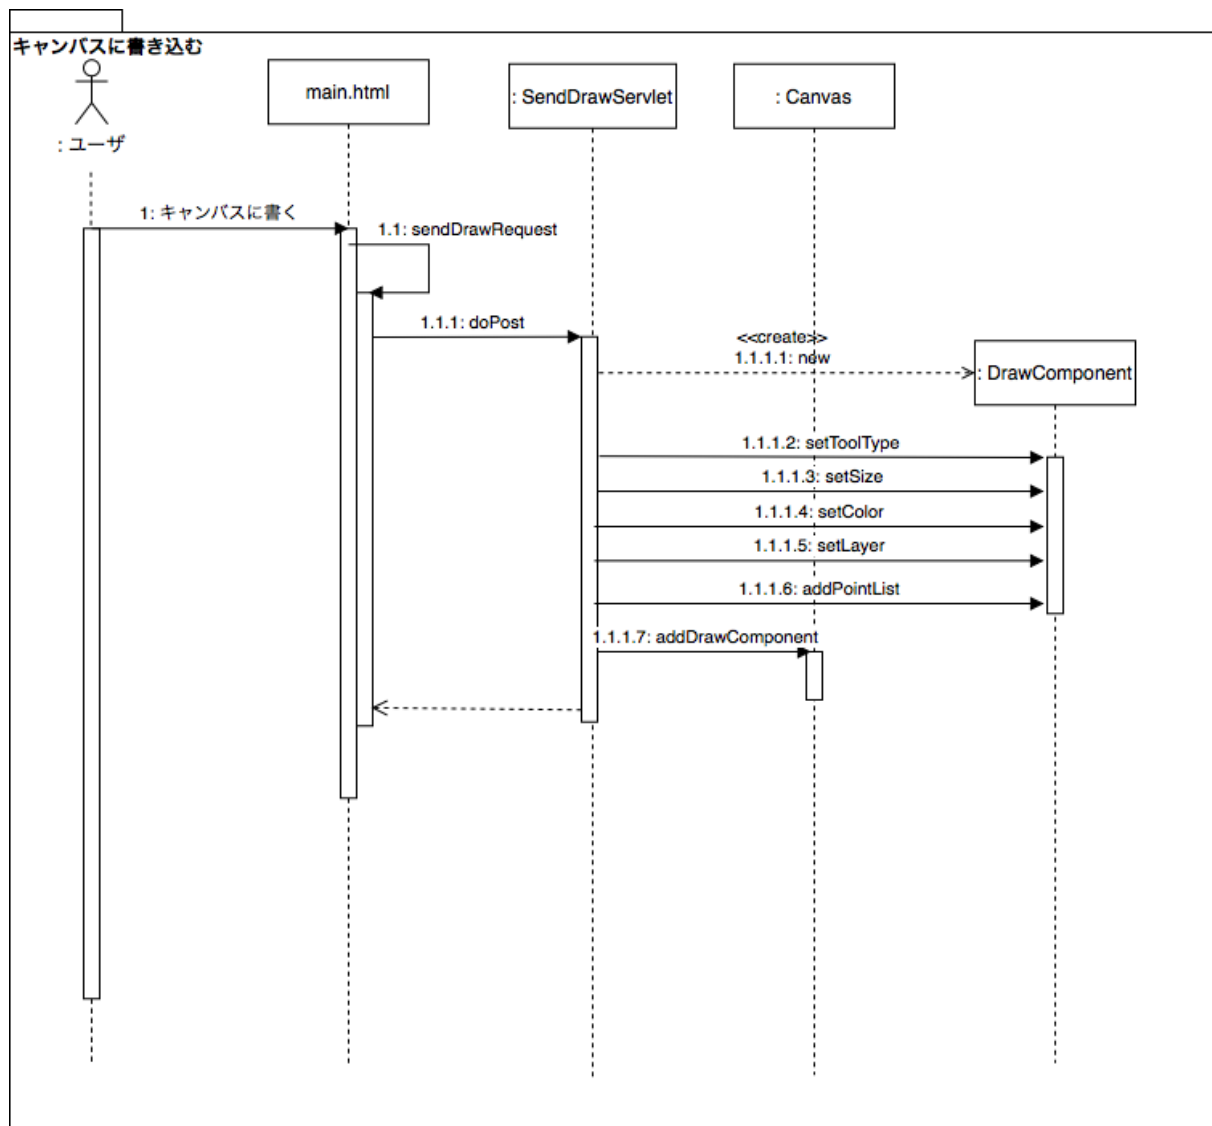 キャンバスに書き込む
: ユーザ
main.html
: SendDrawServlet
: Canvas
1: キャンバスに書く
1.1: sendDrawRequest
1.1.1: doPost
<<create>>
1.1.1.1: new
: DrawComponent
1.1.1.2: setToolType
1.1.1.3: setSize
1.1.1.4: setColor
1.1.1.5: setLayer
1.1.1.6: addPointList
1.1.1.7: addDrawComponent